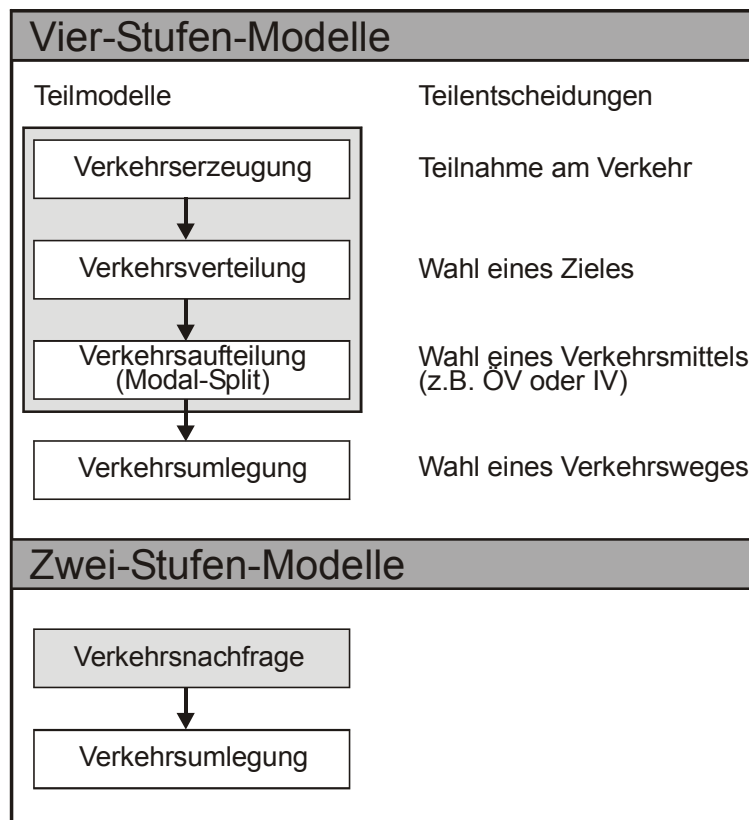 Vier-Stufen-Modelle
Teilmodelle
Teilentscheidungen
Verkehrserzeugung
Teilnahme am Verkehr
Verkehrsverteilung
Wahl eines Zieles
Verkehrsaufteilung
(Modal-Split)
Wahl eines Verkehrsmittels
(z.B. ÖV oder IV)
Verkehrsumlegung
Wahl eines Verkehrsweges
Zwei-Stufen-Modelle
Verkehrsnachfrage
Verkehrsumlegung